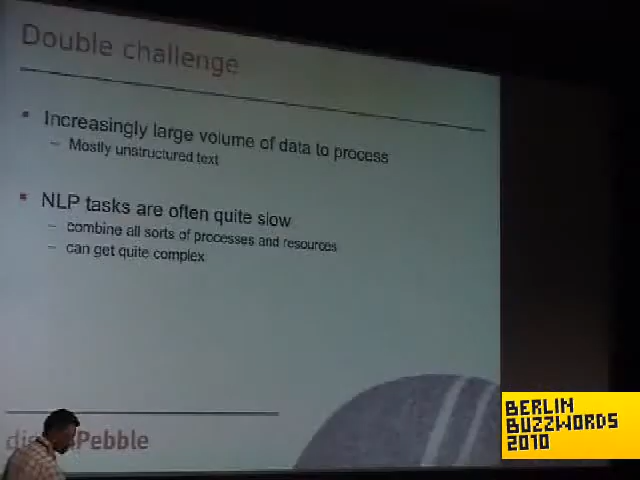 Double challenge
Increasingly large volume of data to process
– Mostly unstructured text
NLP tasks are often quite slow
– combine all sorts of processes and resources
– can get quite complex
Pebble
BERLIN
BUZZWORDS
2010